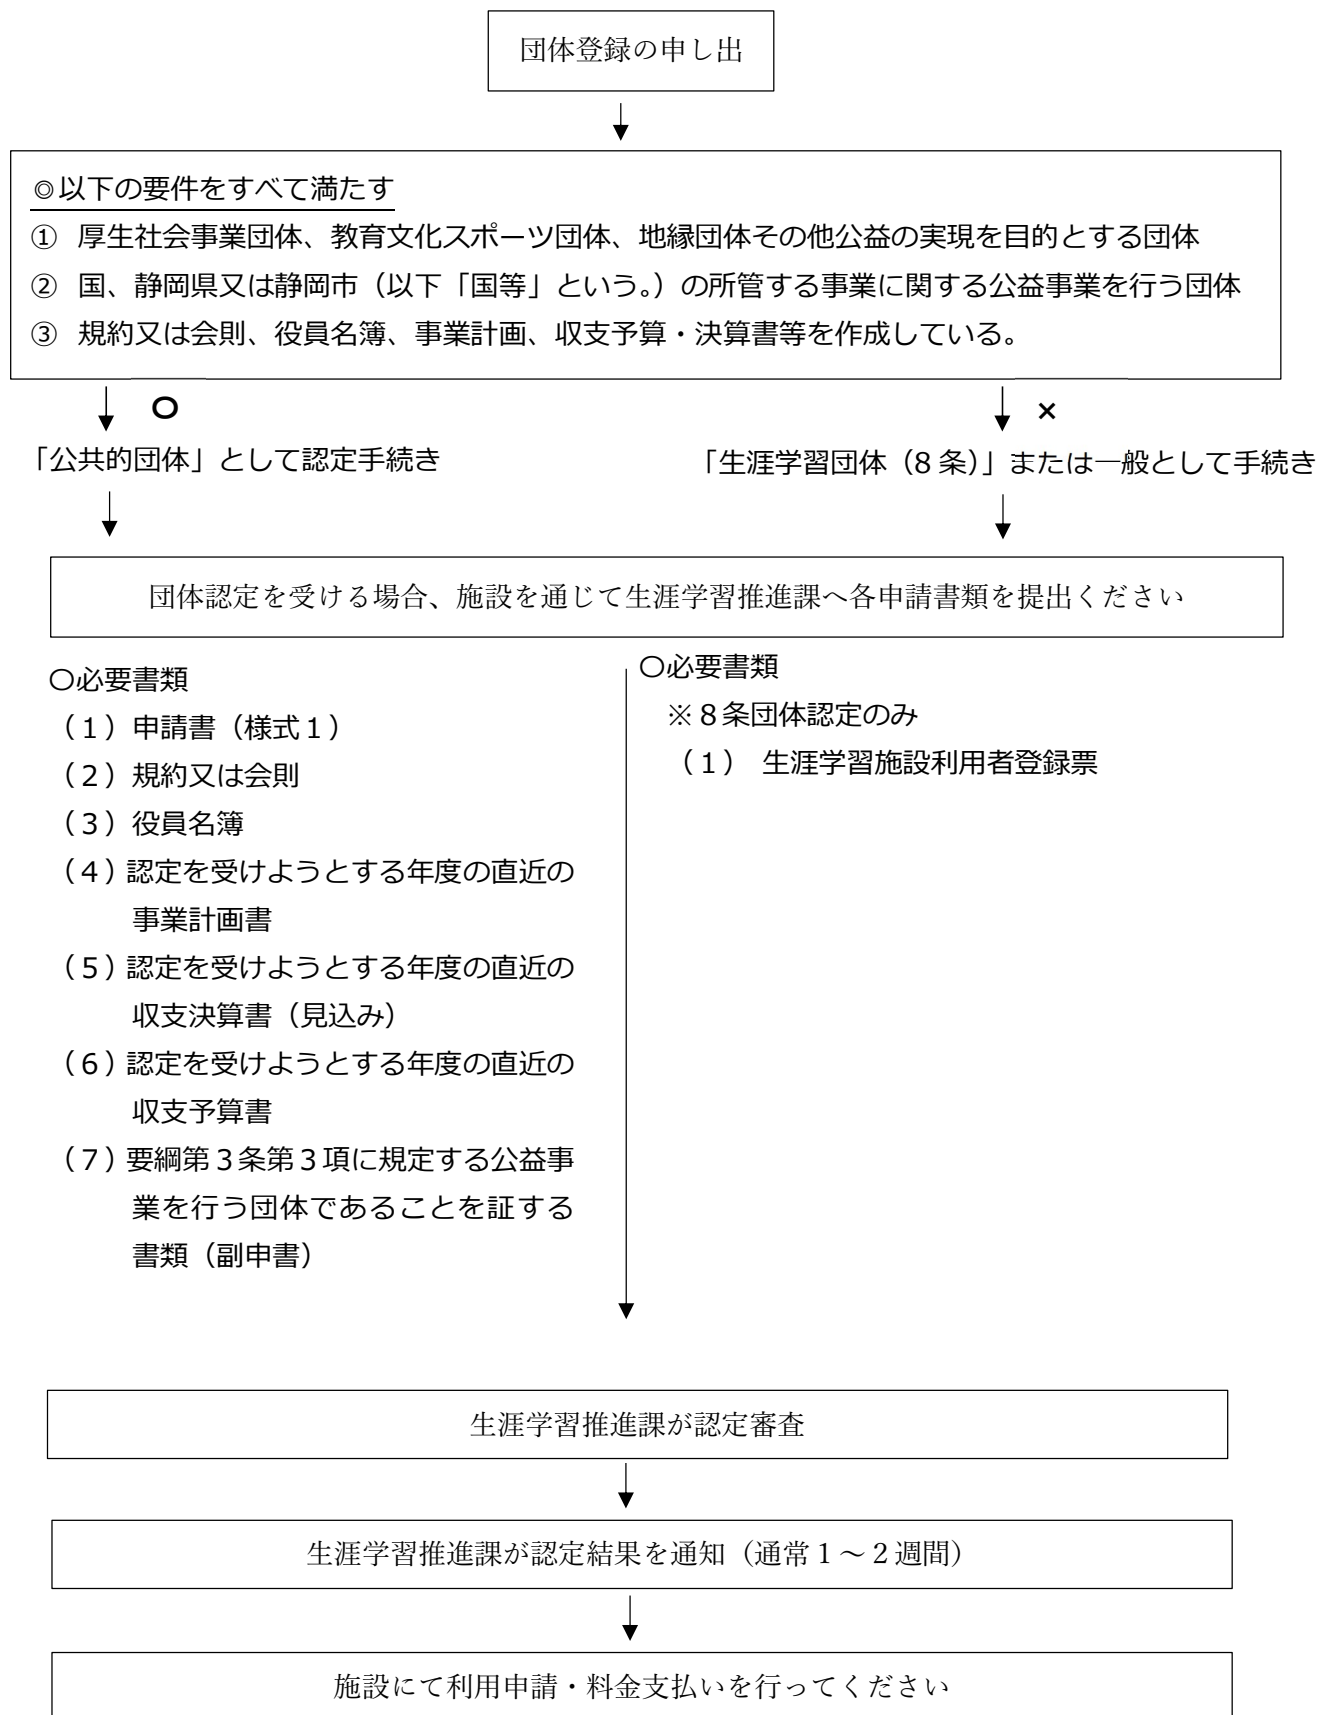 団体登録の申し出
◎以下の要件をすべて満たす
① 厚生社会事業団体、教育文化スポーツ団体、地縁団体その他公益の実現を目的とする団体
② 国、静岡県又は静岡市（以下「国等」という。）の所管する事業に関する公益事業を行う団体
③ 規約又は会則、役員名簿、事業計画、収支予算・決算書等を作成している。
○
×
「公共的団体」として認定手続き
「生涯学習団体（8 条）」または一般として手続き
団体認定を受ける場合、施設を通じて生涯学習推進課へ各申請書類を提出ください
○必要書類
（１）申請書（様式１）
（２）規約又は会則
（３）役員名簿
（４）認定を受けようとする年度の直近の
事業計画書
（５）認定を受けようとする年度の直近の
収支決算書（見込み）
（６）認定を受けようとする年度の直近の
収支予算書
（７）要綱第３条第３項に規定する公益事
業を行う団体であることを証する
書類（副申書）
○必要書類
※８条団体認定のみ
（１） 生涯学習施設利用者登録票
生涯学習推進課が認定審査
生涯学習推進課が認定結果を通知（通常１～２週間）
施設にて利用申請・料金支払いを行ってください